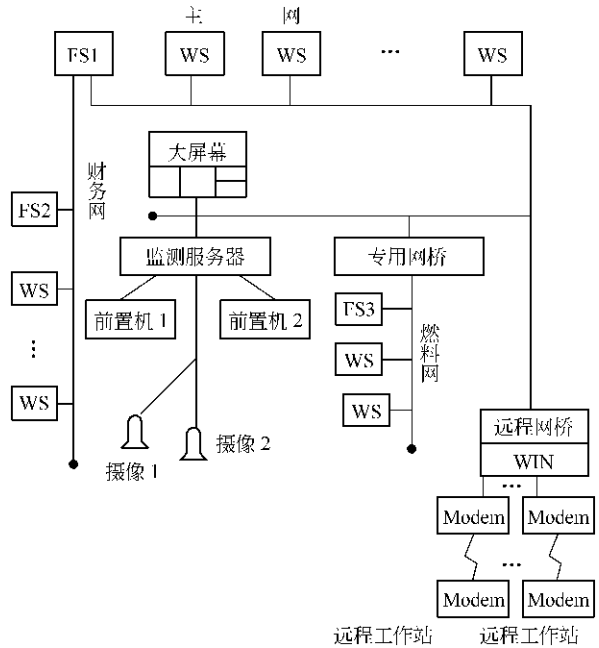 主 网
FS1 WS WS ··· WS
大屏幕
财务网
FS2
监测服务器 专用网桥
WS
前置机 1 前置机 2 FS3
燃料网
⋮
WS
WS WS
远程网桥
摄像 1 摄像 2
WIN
···
Modem Modem
···
Modem Modem
远程工作站 远程工作站